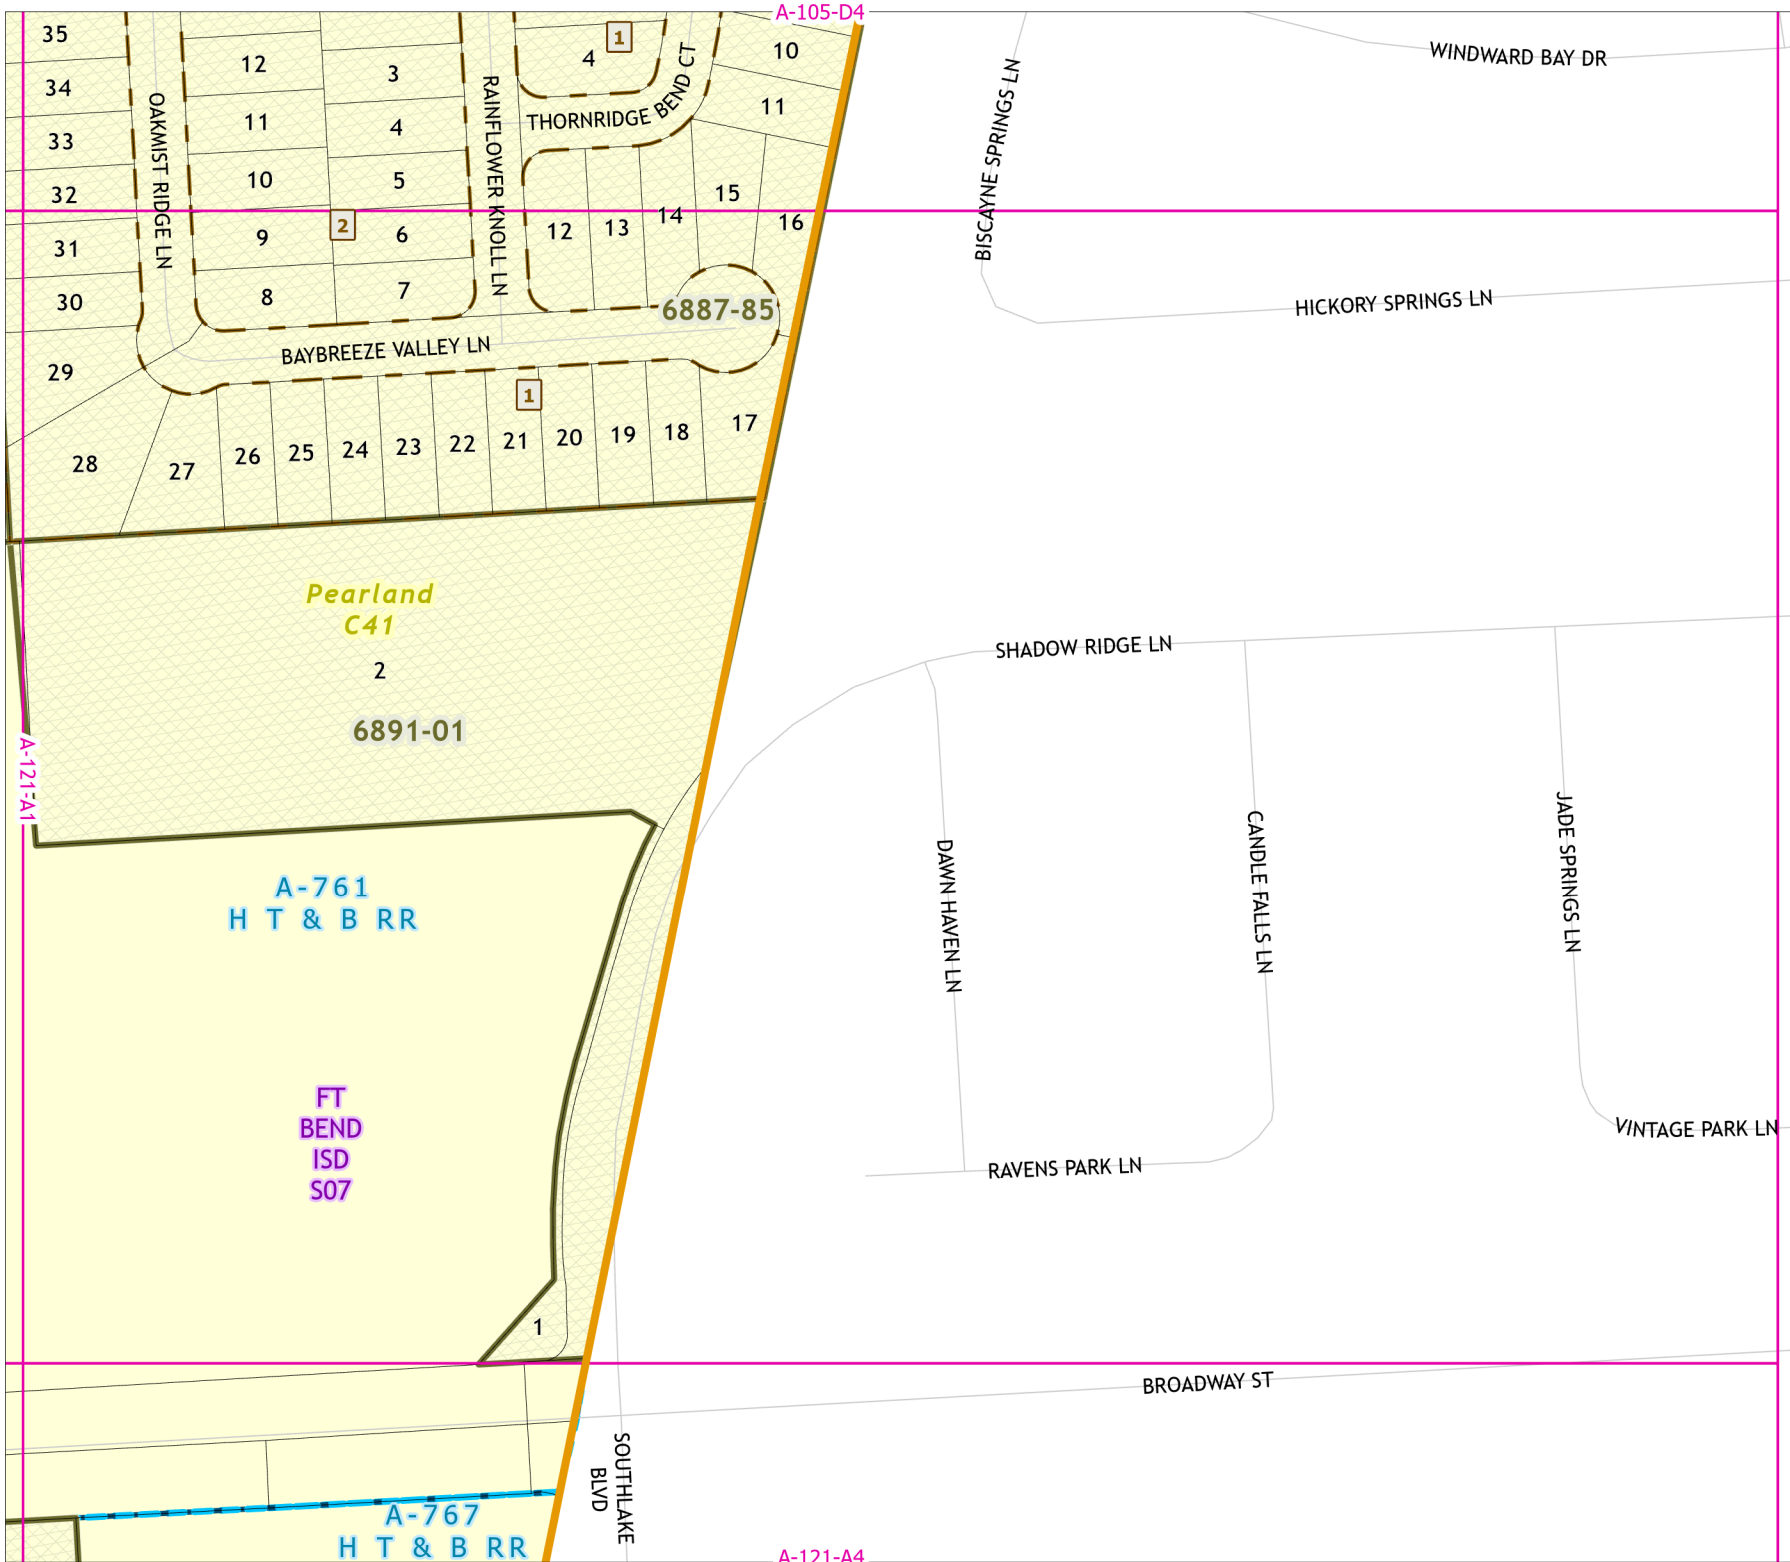 A-105-D4
35
34
33
32
31
30
29
28
27
26
25
24
23
22
21
20
19
18
17
12
11
10
9
8
3
4
5
6
7
2
1
4
10
11
12
13
14
15
16
1
OAKMIST RIDGE LN
RAINFLOWER KNOLL LN
THORNRIDGE BEND CT
BAYBREEZE VALLEY LN
6887-85
BISCAYNE SPRINGS LN
WINDWARD BAY DR
HICKORY SPRINGS LN
Pearland
C41
2
6891-01
A-121-A1
SHADOW RIDGE LN
DAWN HAVEN LN
CANDLE FALLS LN
JADE SPRINGS LN
VINTAGE PARK LN
RAVENS PARK LN
A-761
H T & B RR
FT
BEND
ISD
S07
1
BROADWAY ST
SOUTHLAKE
BLVD
A-767
H T & B RR
A-121-A4